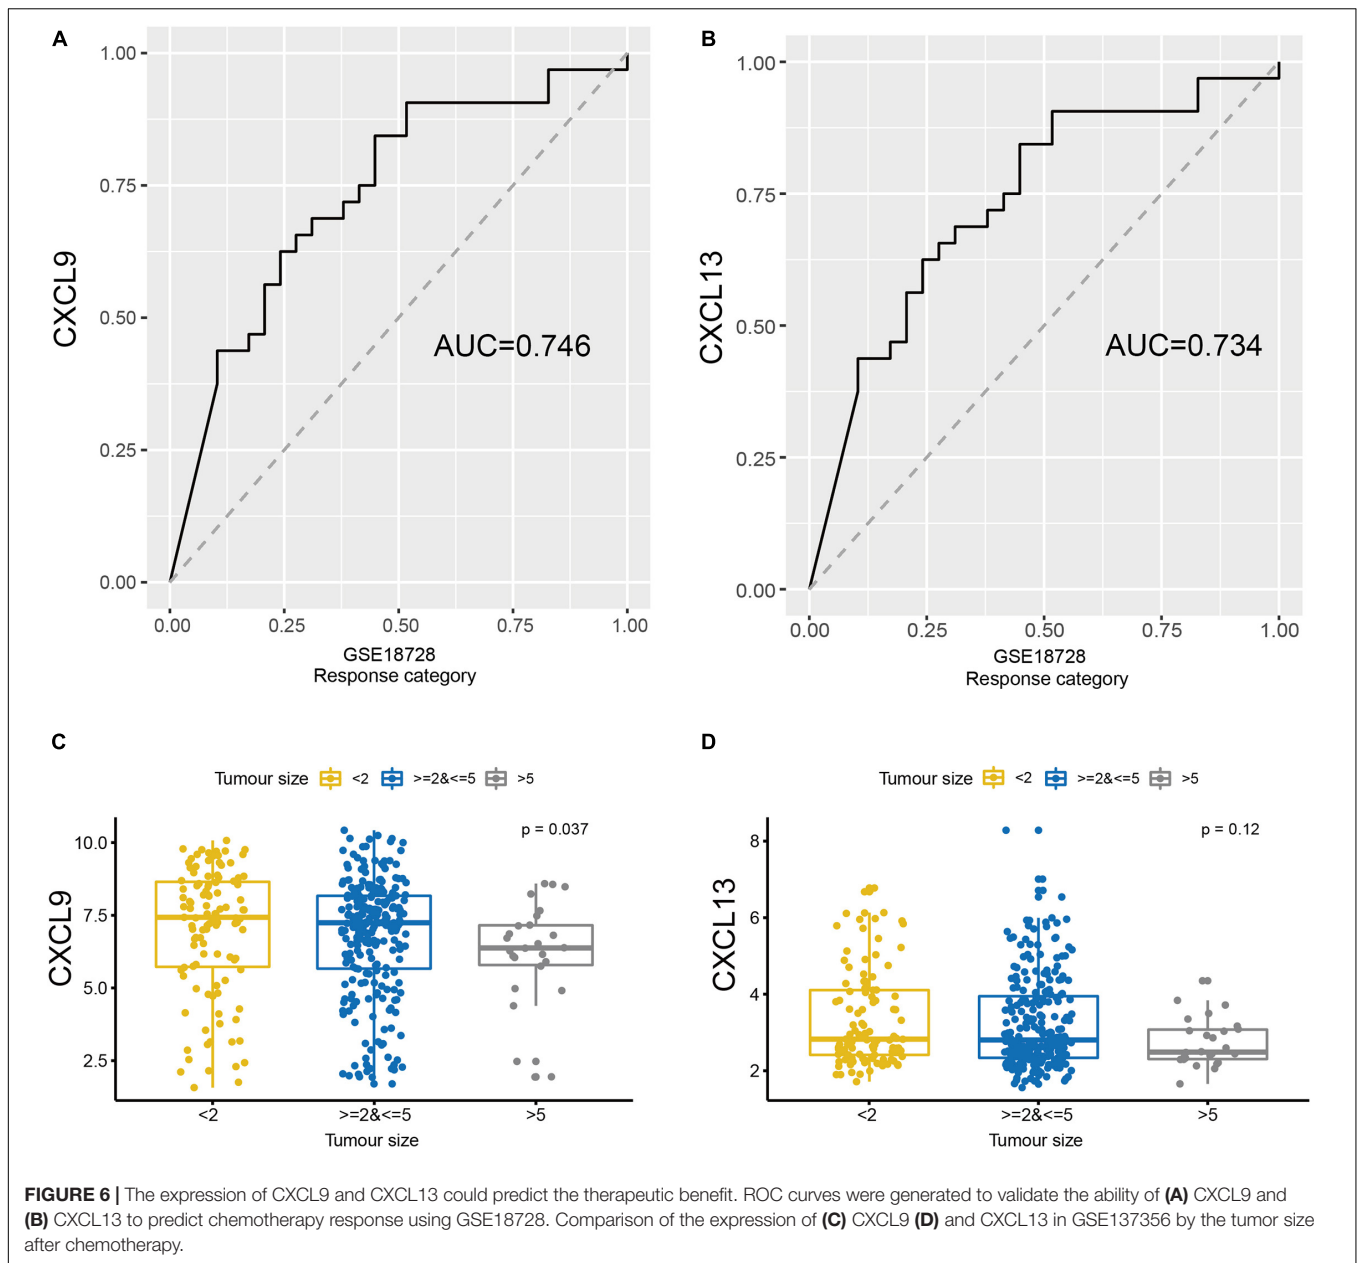 A
1.00
0.75
0.50
0.25
0.00
CXCL9
AUC=0.746
0.00 0.25 0.50 0.75 1.00
GSE18728
Response category
B
1.00
0.75
0.50
0.25
0.00
CXCL13
AUC=0.734
0.00 0.25 0.50 0.75 1.00
GSE18728
Response category
C
Tumour size <2 >=2&<=5 >5
p = 0.037
10.0
7.5
5.0
2.5
CXCL9
<2 >=2&<=5 >5
Tumour size
D
Tumour size <2 >=2&<=5 >5
p = 0.12
8
6
4
2
CXCL13
<2 >=2&<=5 >5
Tumour size
FIGURE 6 | The expression of CXCL9 and CXCL13 could predict the therapeutic benefit. ROC curves were generated to validate the ability of (A) CXCL9 and
(B) CXCL13 to predict chemotherapy response using GSE18728. Comparison of the expression of (C) CXCL9 (D) and CXCL13 in GSE137356 by the tumor size
after chemotherapy.